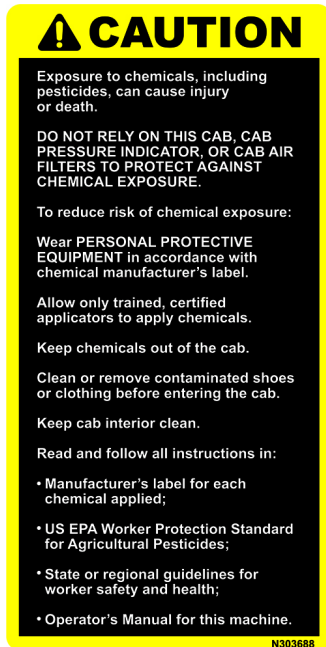 CAUTION
Exposure to chemicals, including
pesticides, can cause injury
or death.
DO NOT RELY ON THIS CAB, CAB
PRESSURE INDICATOR, OR CAB AIR
FILTERS TO PROTECT AGAINST
CHEMICAL EXPOSURE.
To reduce risk of chemical exposure:
Wear PERSONAL PROTECTIVE
EQUIPMENT in accordance with
chemical manufacturer's label.
Allow only trained, certified
applicators to apply chemicals.
Keep chemicals out of the cab.
Clean or remove contaminated shoes
or clothing before entering the cab.
Keep cab interior clean.
Read and follow all instructions in:
• Manufacturer's label for each
chemical applied;
• US EPA Worker Protection Standard
for Agricultural Pesticides;
• State or regional guidelines for
worker safety and health;
• Operator's Manual for this machine.
N303688